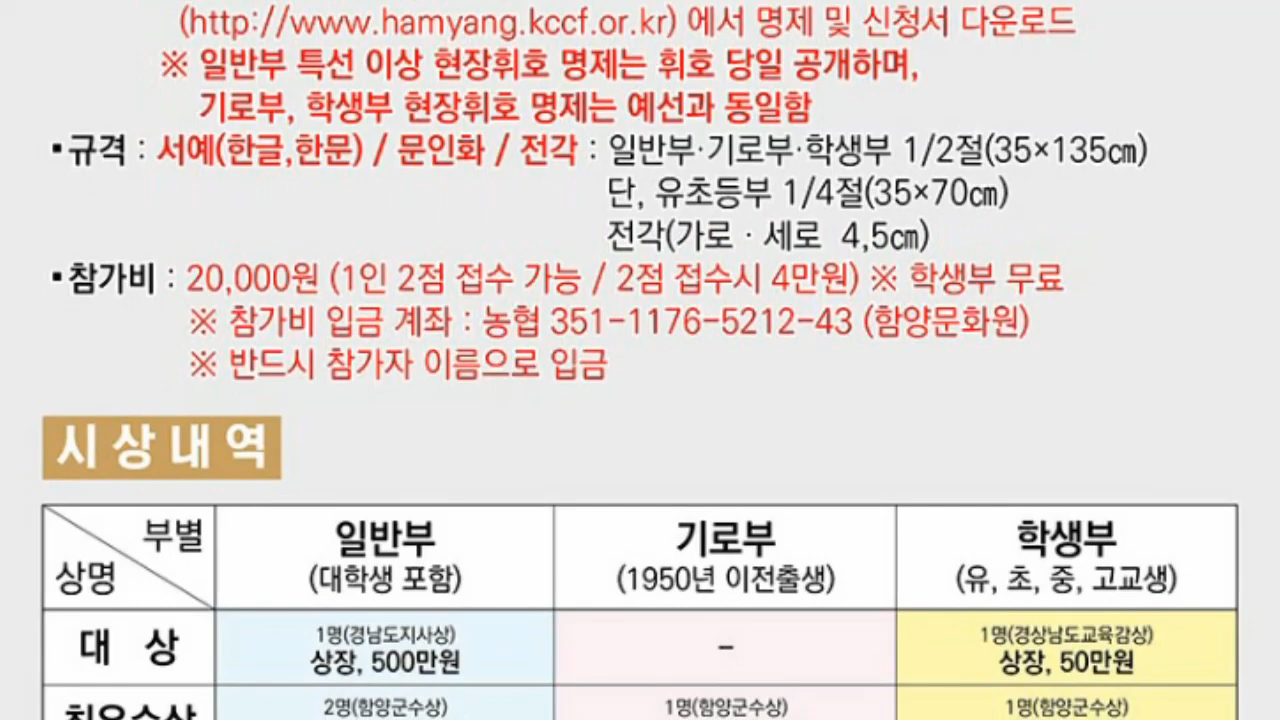 (http://www.hamyang.kccf.or.kr) 에서 명제 및 신청서 다운로드
※ 일반부 특선 이상 현장휘호 명제는 휘호 당일 공개하며,
기로부, 학생부 현장휘호 명제는 예선과 동일함
▪규격 : 서예(한글,한문) / 문인화 / 전각 : 일반부·기로부·학생부 1/2절(35×135㎝)
단, 유초등부 1/4절(35×70㎝)
전각(가로 · 세로 4,5㎝)
▪참가비 : 20,000원 (1인 2점 접수 가능 / 2점 접수시 4만원) ※ 학생부 무료
※ 참가비 입금 계좌 : 농협 351-1176-5212-43 (함양문화원)
※ 반드시 참가자 이름으로 입금
시상내역
부별 일반부 기로부 학생부
상명 (대학생 포함) (1950년 이전출생) (유, 초, 중, 고교생)
1명(경남도지사상) 1명(경상남도교육감상)
대 상 상장, 500만원 - 상장, 50만원
2명(함양군수상) 1명(함양군수상) 1명(함양군수상)